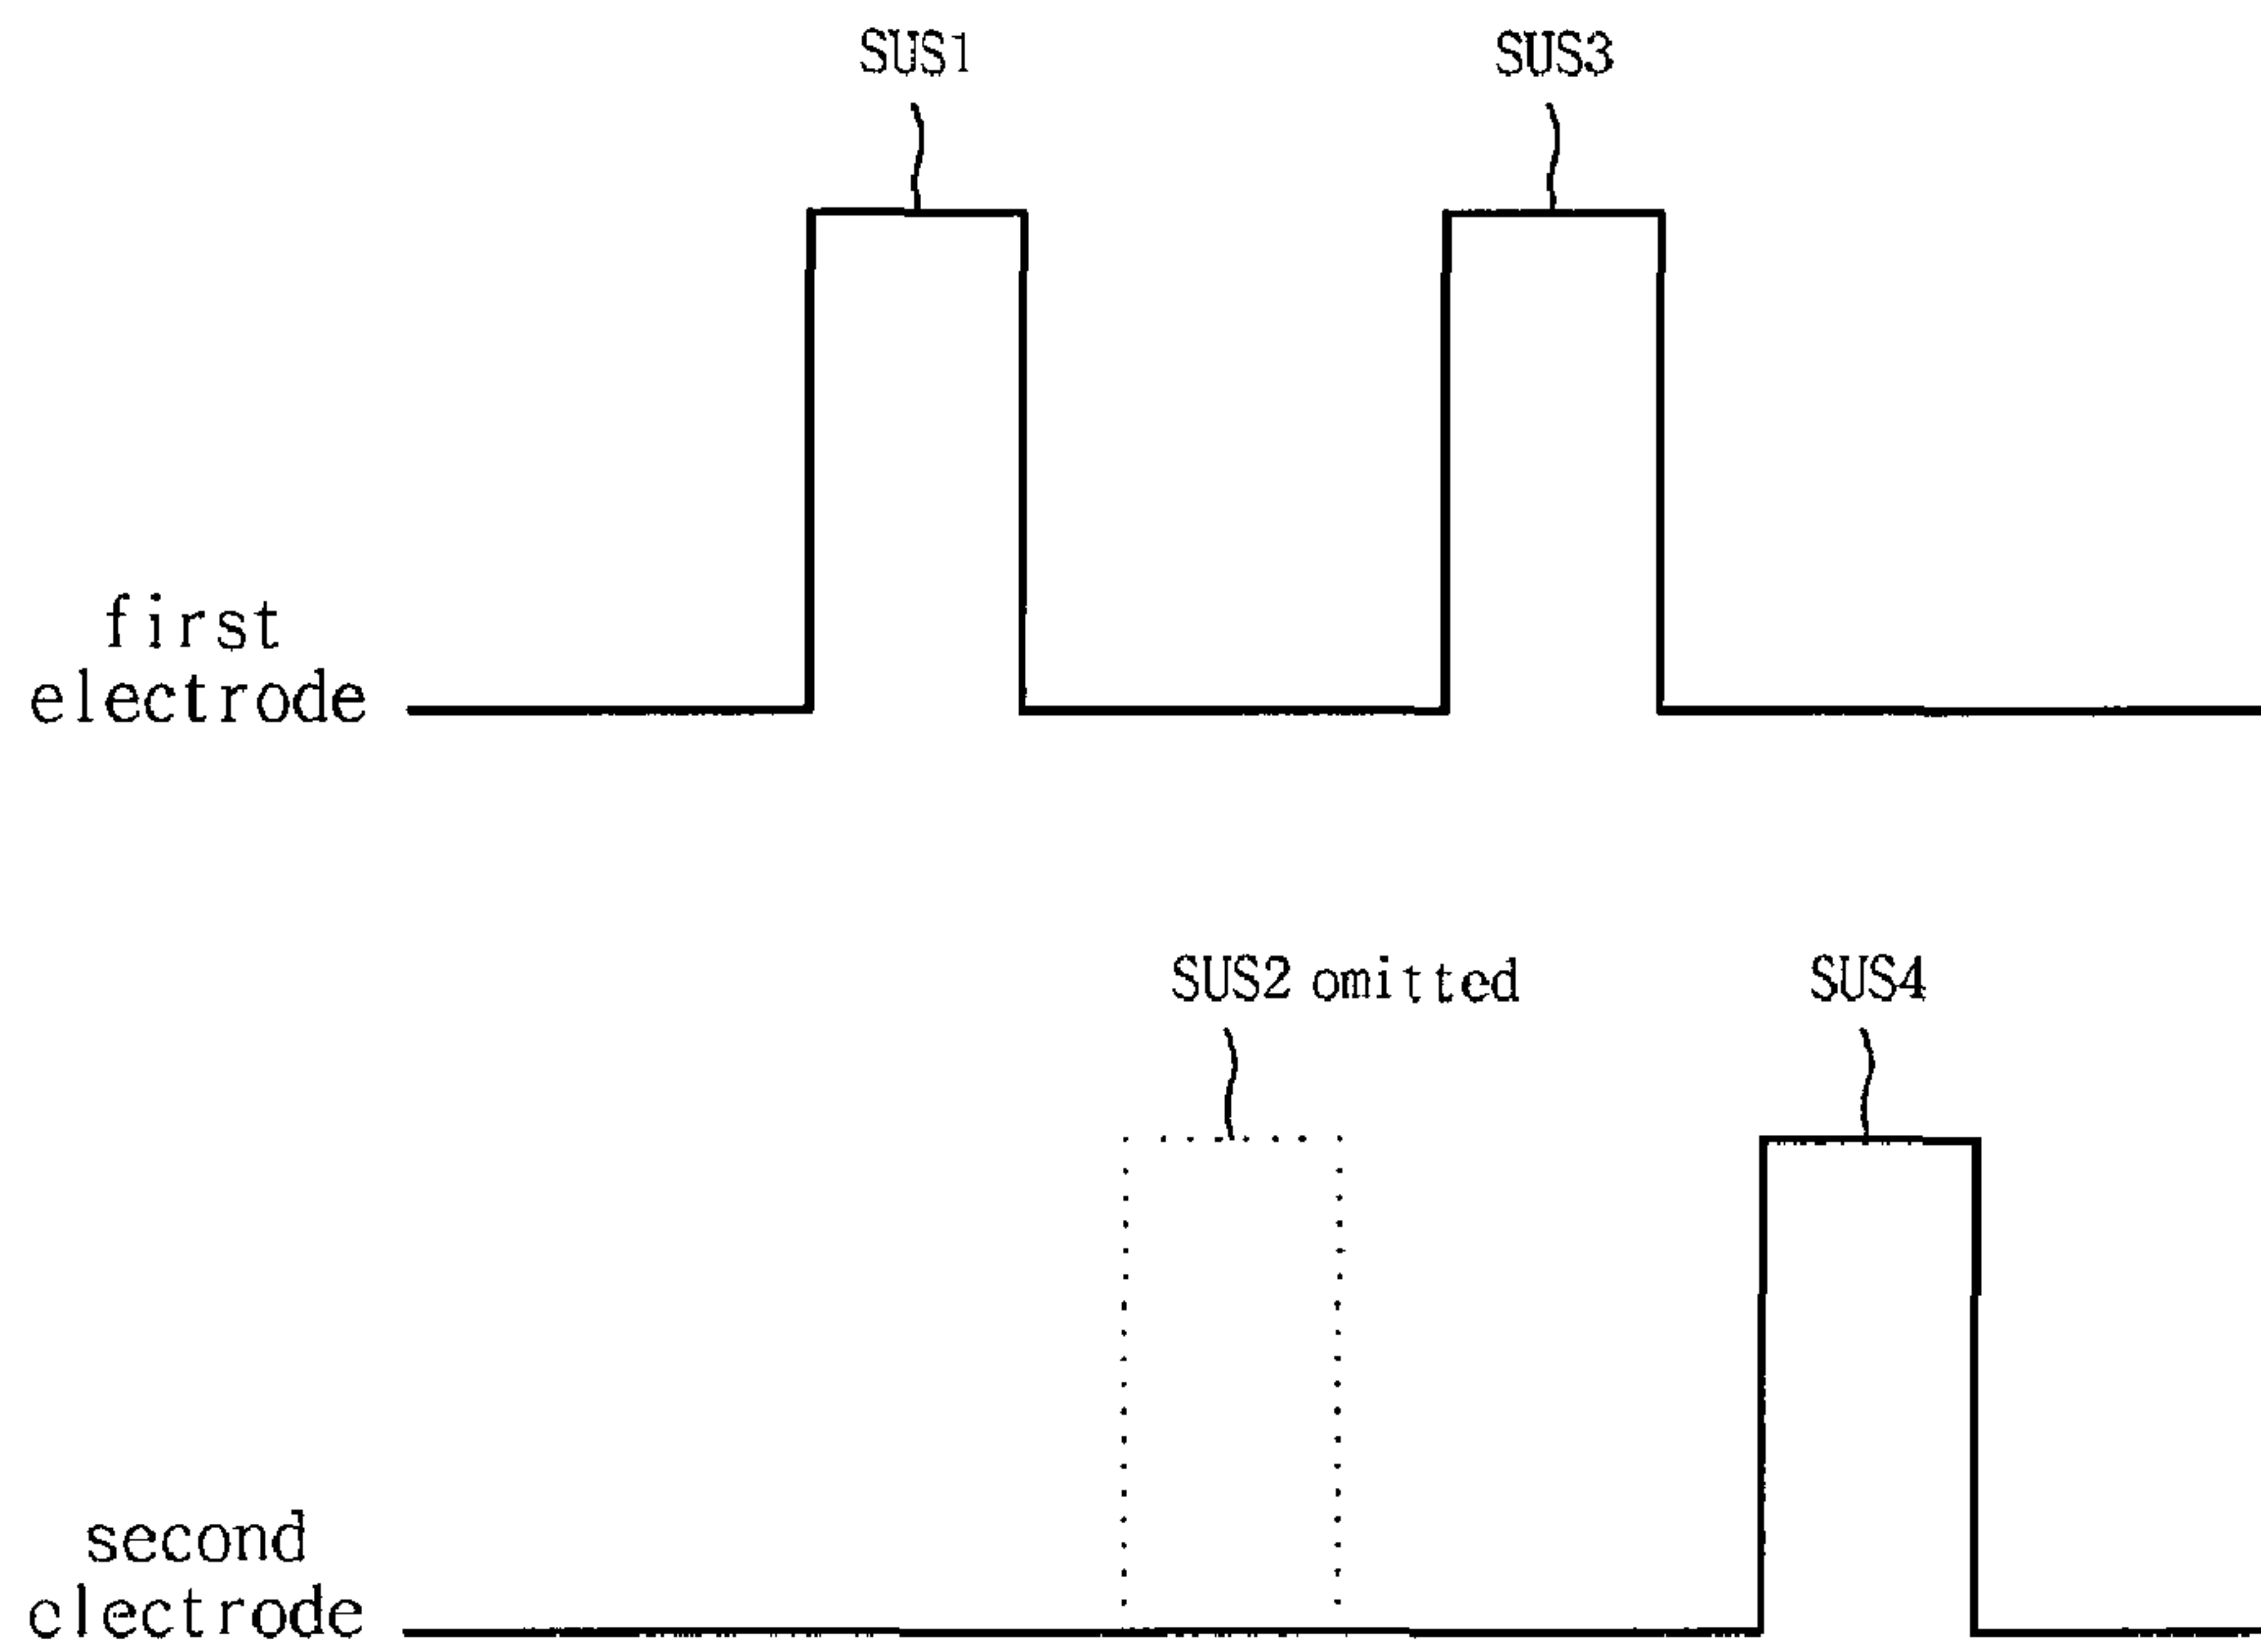 SUS1
SUS3
first
electrode
SUS2 omitted
SUS4
second
electrode